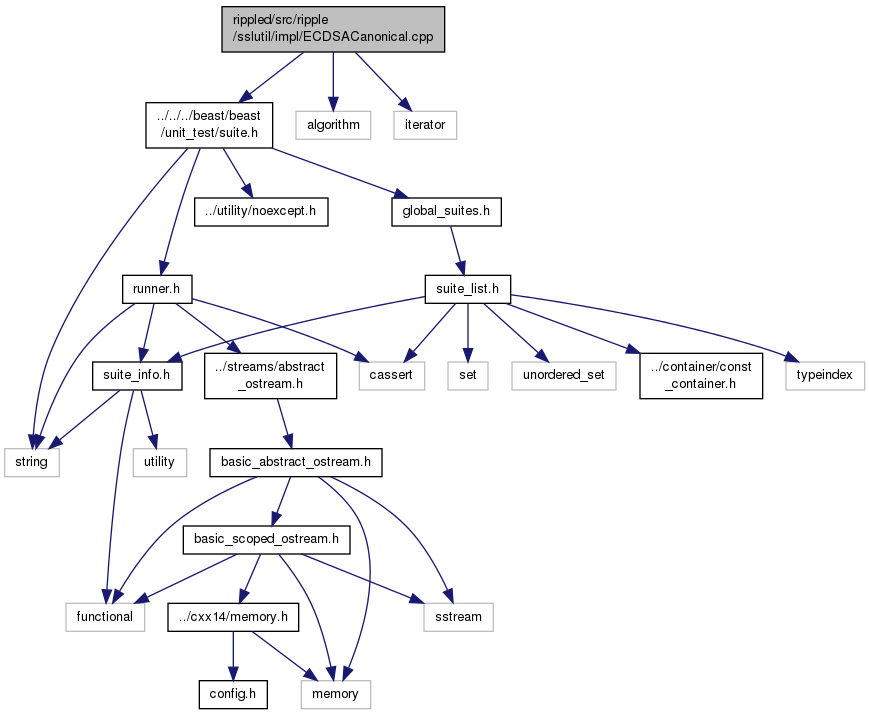 rippled/src/ripple
/sslutil/impl/ECDSACanonical.cpp
../../../beast/beast
/unit_test/suite.h
algorithm
iterator
../utility/noexcept.h
global_suites.h
runner.h
suite_list.h
suite_info.h
../streams/abstract
_ostream.h
cassert
set
unordered_set
../container/const
_container.h
typeindex
string
utility
basic_abstract_ostream.h
basic_scoped_ostream.h
functional
../cxx14/memory.h
sstream
config.h
memory